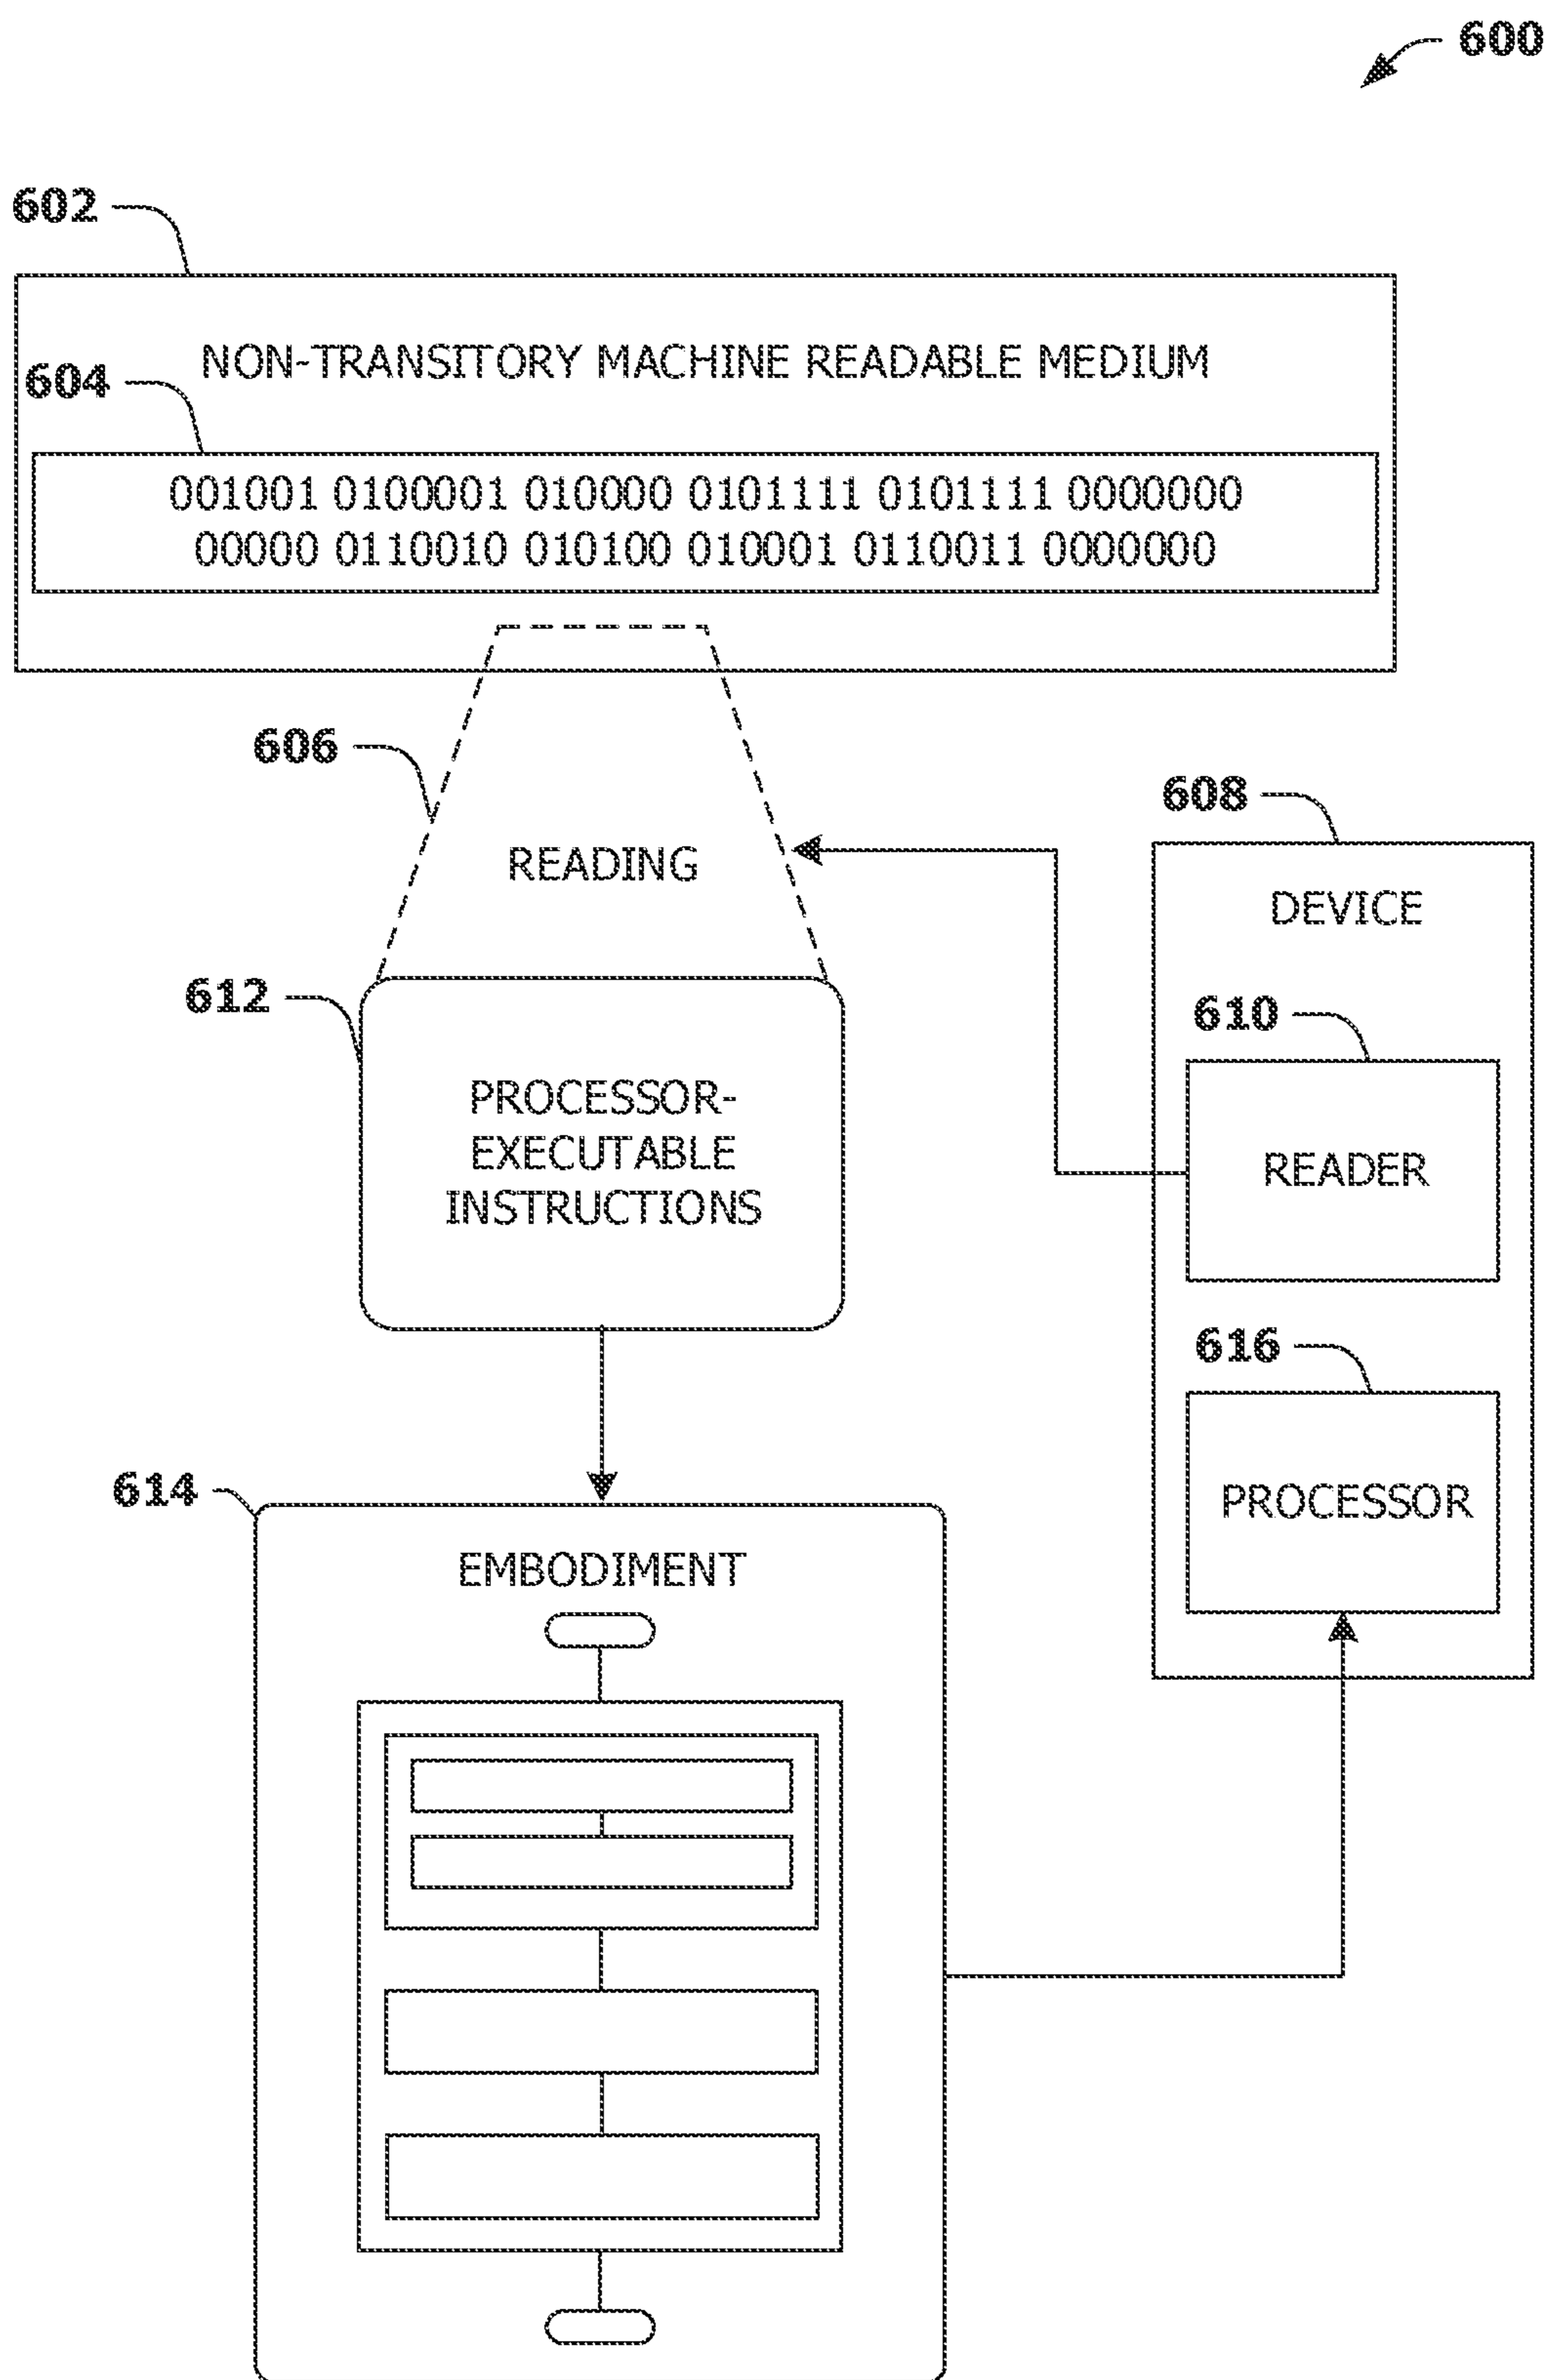 600
602
NON-TRANSITORY MACHINE READABLE MEDIUM
604
001001 0100001 010000 0101111 0101111 0000000
00000 0110010 010100 010001 0110011 0000000
606
READING
608
DEVICE
610
READER
612
PROCESSOR-
EXECUTABLE
INSTRUCTIONS
616
PROCESSOR
614
EMBODIMENT